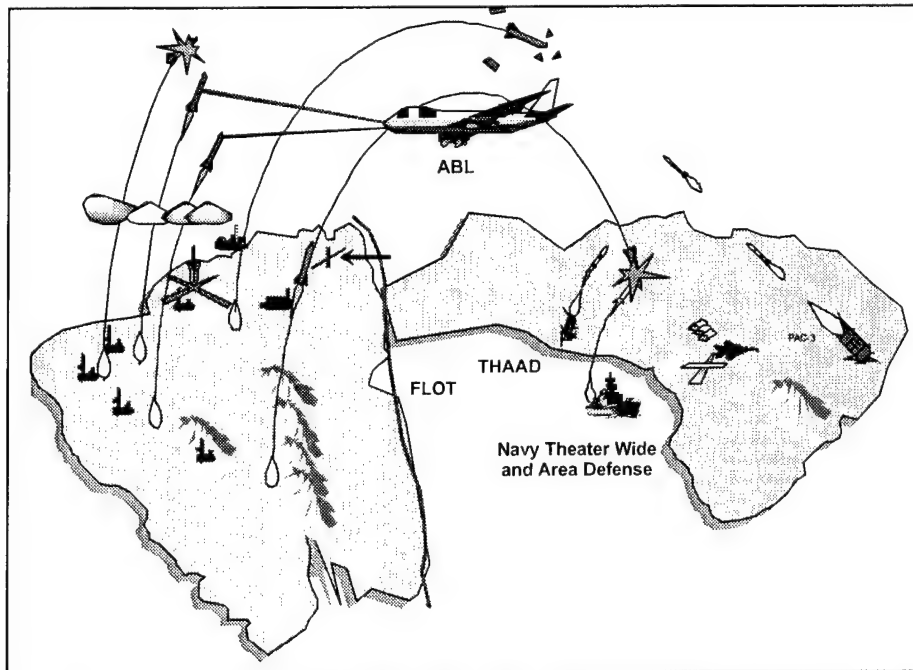 ABL
PAC-3
THAAD
FLOT
Navy Theater Wide
and Area Defense